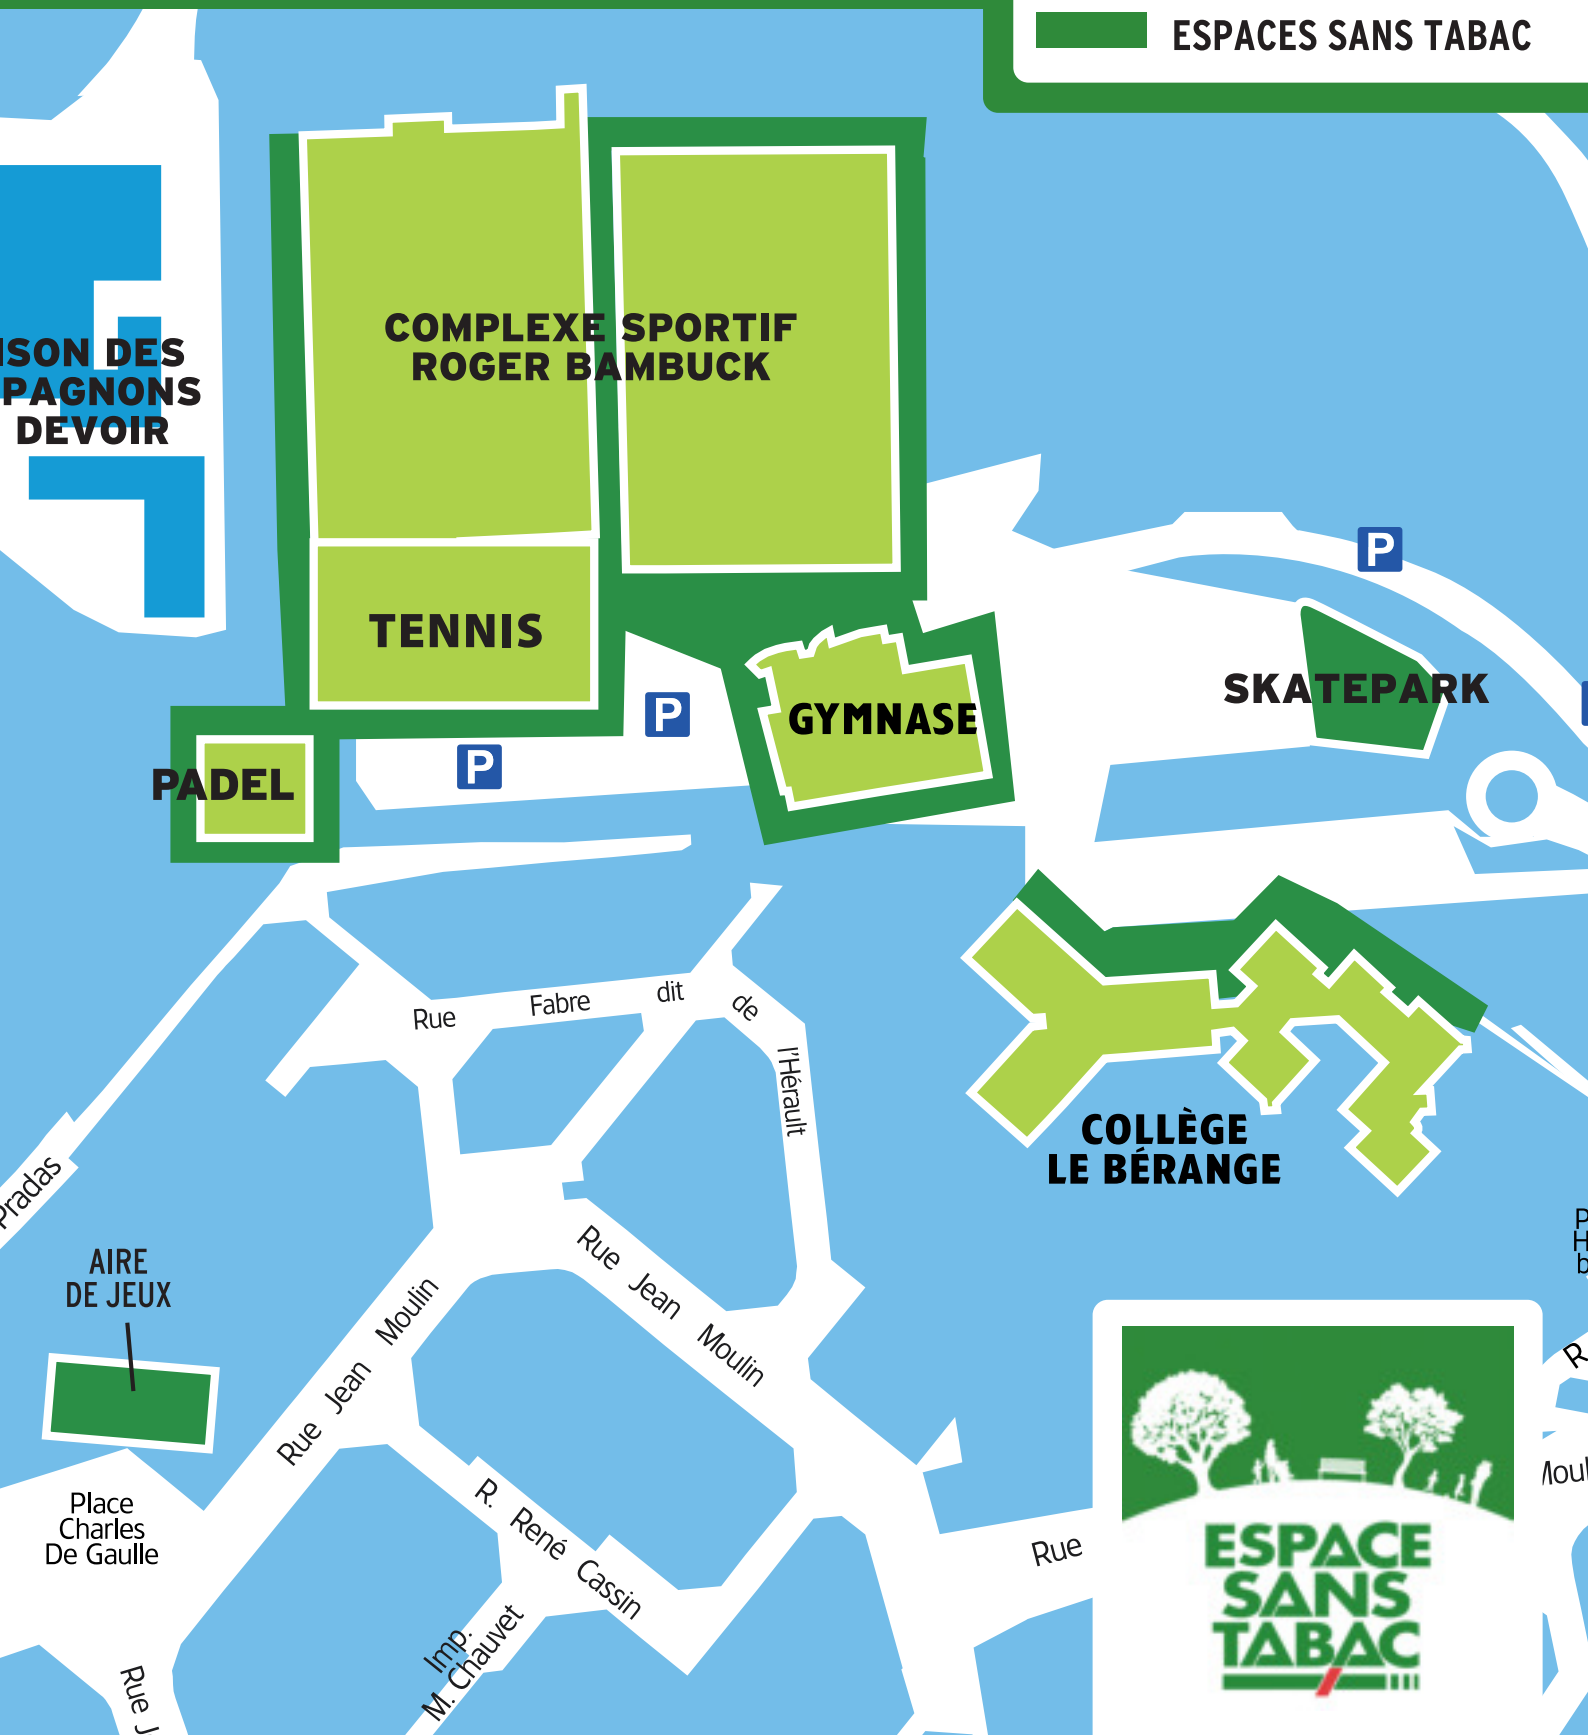 ESPACES SANS TABAC
COMPLEXE SPORTIF
ROGER BAMBUCK
ISON DES
PAGNONS
DEVOIR
P
TENNIS
SKATEPARK
P
GYMNASE
P
PADEL
Rue Fabre dit de l'Hérault
COLLÈGE
LE BÉRANGE
Pradas
AIRE
DE JEUX
Rue Jean Moulin
Rue Jean Moulin
Place
Charles
De Gaulle
R. René Cassin
Rue
Imp.
M. Chauvet
Rue J
ESPACE
SANS
TABAC